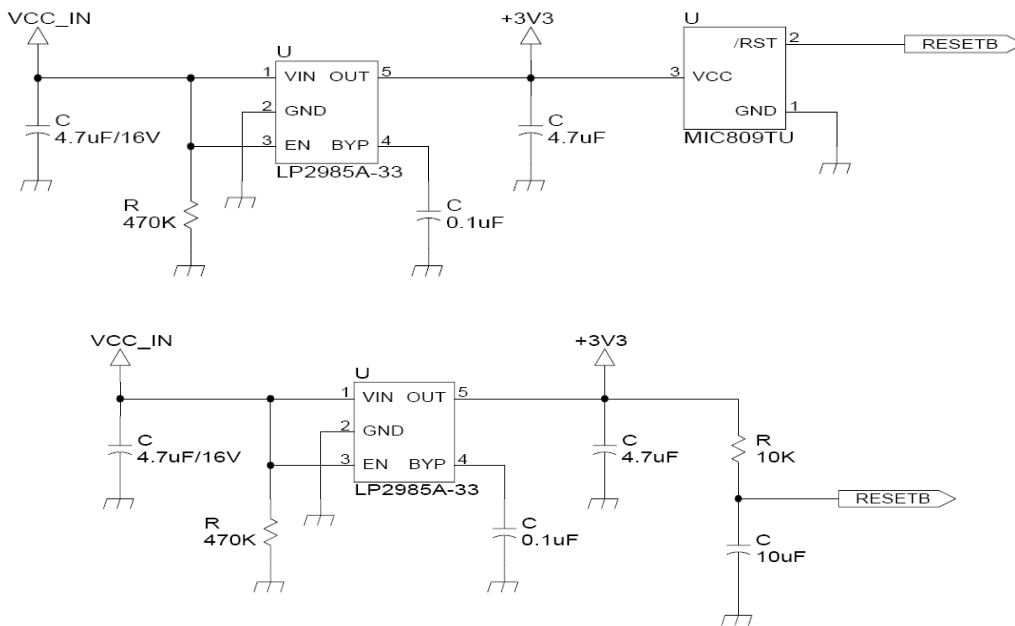 VCC_IN
+3V3
U
U
/RST 2
RESETB
1 VIN OUT 5
3 VCC
2 GND
GND 1
C
4.7uF/16V
C
4.7uF
3 EN BYP 4
MIC809TU
LP2985A-33
R
470K
C
0.1uF
VCC_IN
+3V3
U
1 VIN OUT 5
2 GND
C
4.7uF/16V
C
4.7uF
R
10K
3 EN BYP 4
LP2985A-33
RESETB
R
470K
C
0.1uF
C
10uF